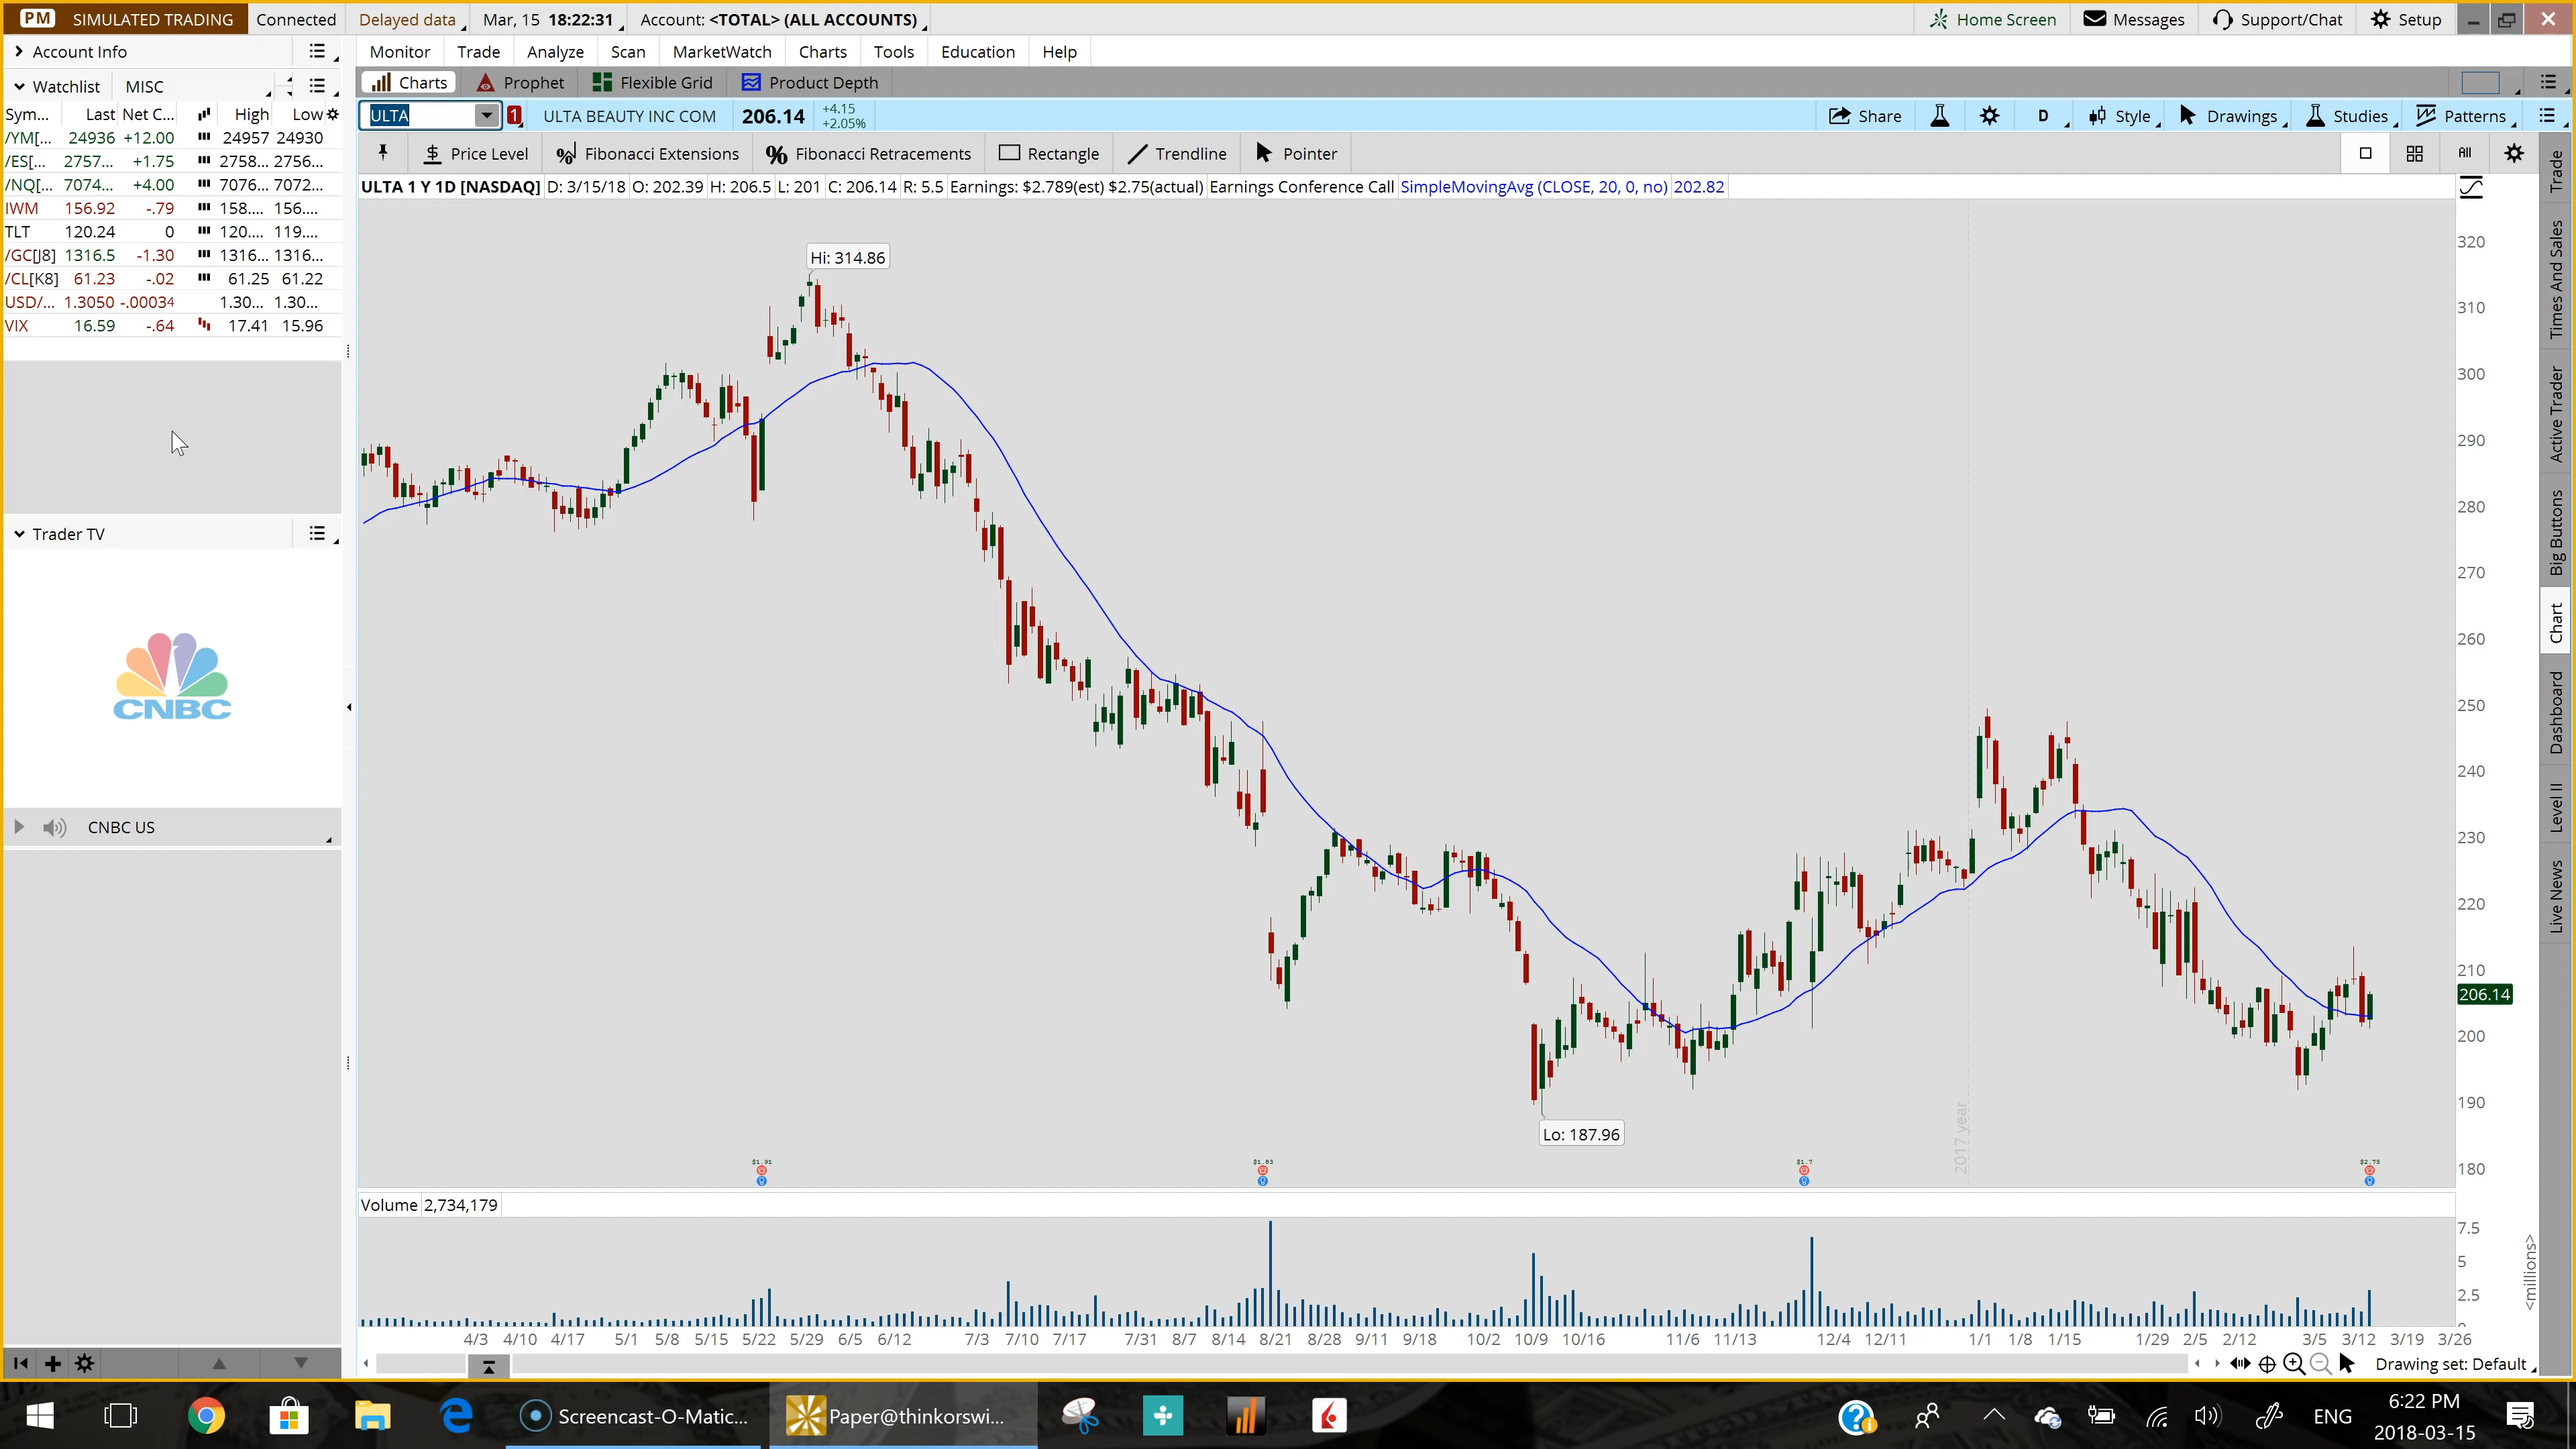 PM SIMULATED TRADING Connected Delayed data Mar, 15 18:22:31 Account: <TOTAL> (ALL ACCOUNTS) Home Screen Messages Support/Chat Setup
Account Info
Monitor Trade Analyze Scan MarketWatch Charts Tools Education Help
Watchlist MISC
Charts Prophet Flexible Grid Product Depth
Sym... Last Net C... High Low
ULTA 1 ULTA BEAUTY INC COM 206.14 +4.15 +2.05% Share D Style Drawings Studies Patterns
/YM[... 24936 +12.00 24957 24930
/ES[... 2757... +1.75 2758... 2756...
/NQ[... 7074... +4.00 7076... 7072...
IWM 156.92 -.79 158.... 156....
TLT 120.24 0 120.... 119....
/GC[J8] 1316.5 -1.30 1316... 1316...
/CL[K8] 61.23 -.02 61.25 61.22
USD/... 1.3050 -.00034 1.30... 1.30...
VIX 16.59 -.64 17.41 15.96
Price Level Fibonacci Extensions Fibonacci Retracements Rectangle Trendline Pointer All
ULTA 1 Y 1D [NASDAQ] D: 3/15/18 O: 202.39 H: 206.5 L: 201 C: 206.14 R: 5.5 Earnings: $2.789(est) $2.75(actual) Earnings Conference Call SimpleMovingAvg (CLOSE, 20, 0, no) 202.82
Hi: 314.86
Lo: 187.96
320
310
300
290
280
270
260
250
240
230
220
210
206.14
200
190
180
2017 year
$1.91 $1.83 $1.7 $2.75
Trader TV
CNBC
CNBC US
Volume 2,734,179
7.5
5
2.5
<millions>
4/3 4/10 4/17 5/1 5/8 5/15 5/22 5/29 6/5 6/12 7/3 7/10 7/17 7/31 8/7 8/14 8/21 8/28 9/11 9/18 10/2 10/9 10/16 11/6 11/13 12/4 12/11 1/1 1/8 1/15 1/29 2/5 2/12 3/5 3/12 3/19 3/26
Drawing set: Default
Trade
Times And Sales
Active Trader
Big Buttons
Chart
Dashboard
Level II
Live News
Screencast-O-Matic... Paper@thinkorswi... ENG
6:22 PM
2018-03-15